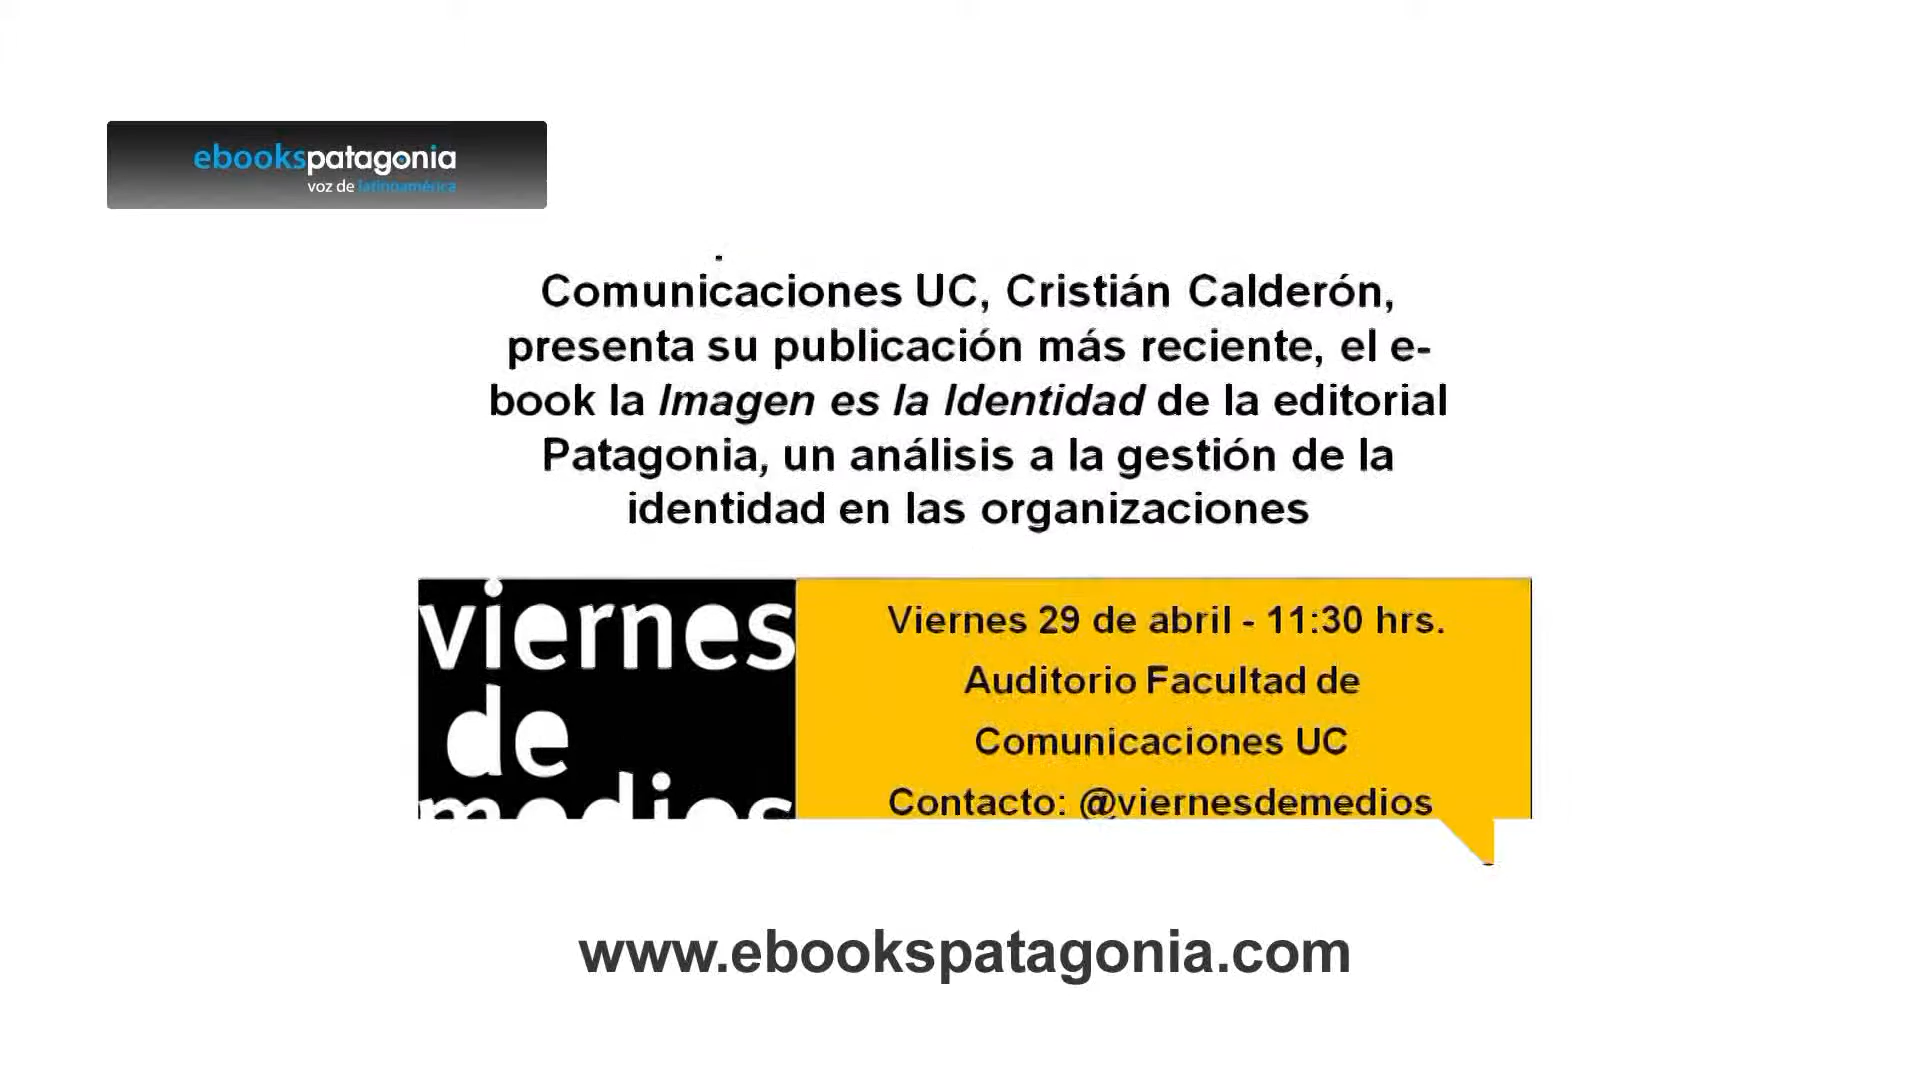 ebookspatagonia
voz de latinoamérica
Comunicaciones UC, Cristián Calderón,
presenta su publicación más reciente, el e-
book la Imagen es la Identidad de la editorial
Patagonia, un análisis a la gestión de la
identidad en las organizaciones
viernes
de
medios
Viernes 29 de abril - 11:30 hrs.
Auditorio Facultad de
Comunicaciones UC
Contacto: @viernesdemedios
www.ebookspatagonia.com